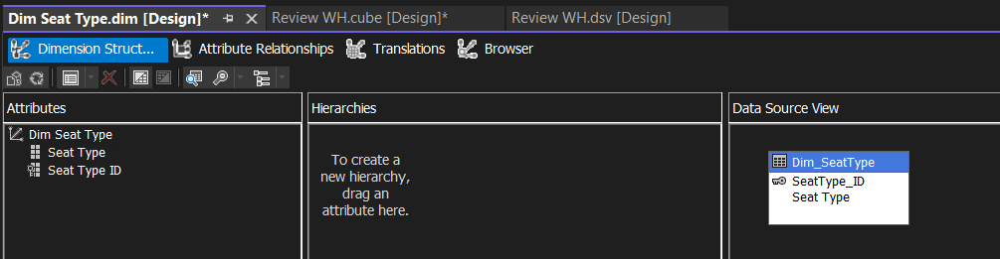 Dim Seat Type.dim [Design]*
Review WH.cube [Design]*
Review WH.dsv [Design]
Dimension Struct...
Attribute Relationships
Translations
Browser
Attributes
Dim Seat Type
Seat Type
Seat Type ID
Hierarchies
To create a
new hierarchy,
drag an
attribute here.
Data Source View
Dim_SeatType
SeatType_ID
Seat Type